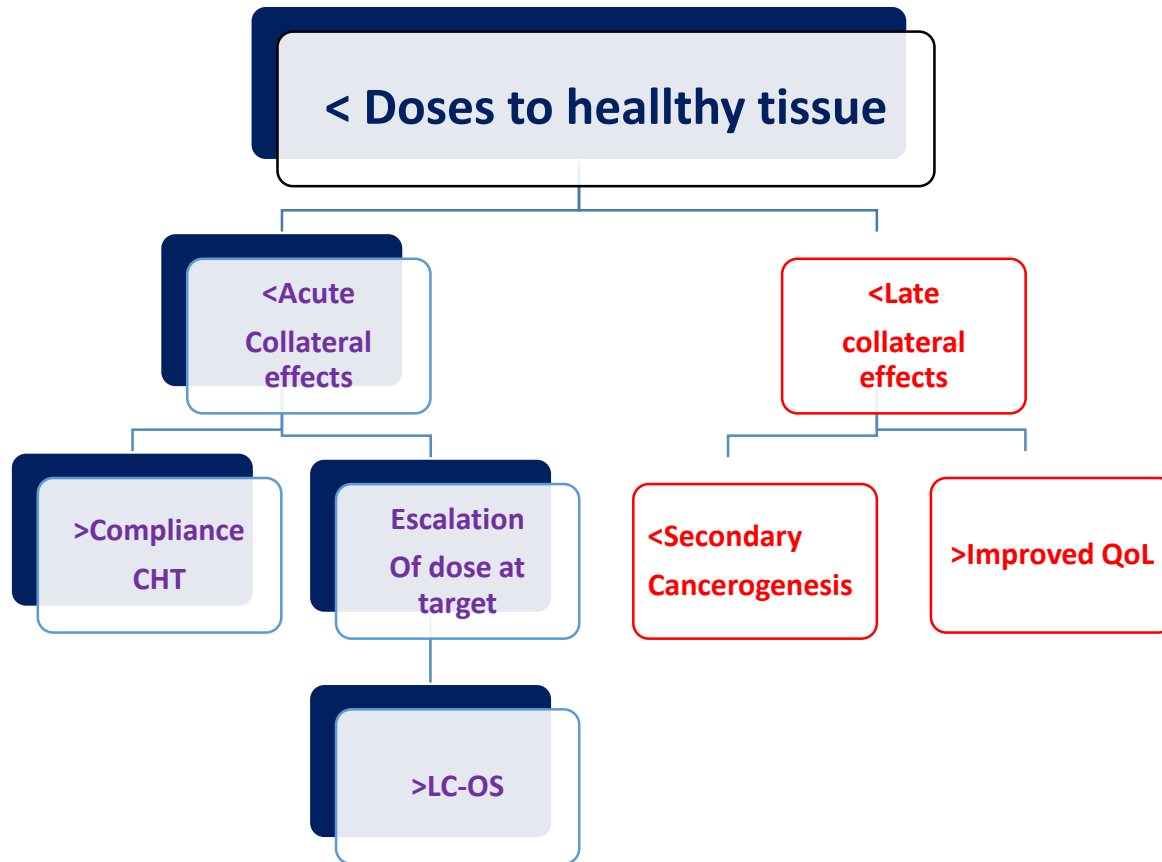 < Doses to heallthy tissue
<Acute
Collateral
effects
<Late
collateral
effects
>Compliance
CHT
Escalation
Of dose at
target
<Secondary
Cancerogenesis
>Improved QoL
>LC-OS